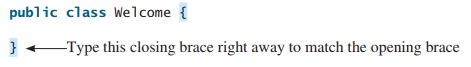 public class Welcome {
} Type this closing brace right away to match the opening brace